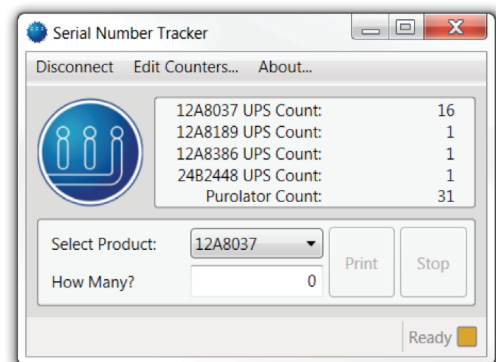 Serial Number Tracker
Disconnect Edit Counters... About...
12A8037 UPS Count: 16
12A8189 UPS Count: 1
12A8386 UPS Count: 1
24B2448 UPS Count: 1
Purolator Count: 31
Select Product: 12A8037
How Many? 0
Print Stop
Ready